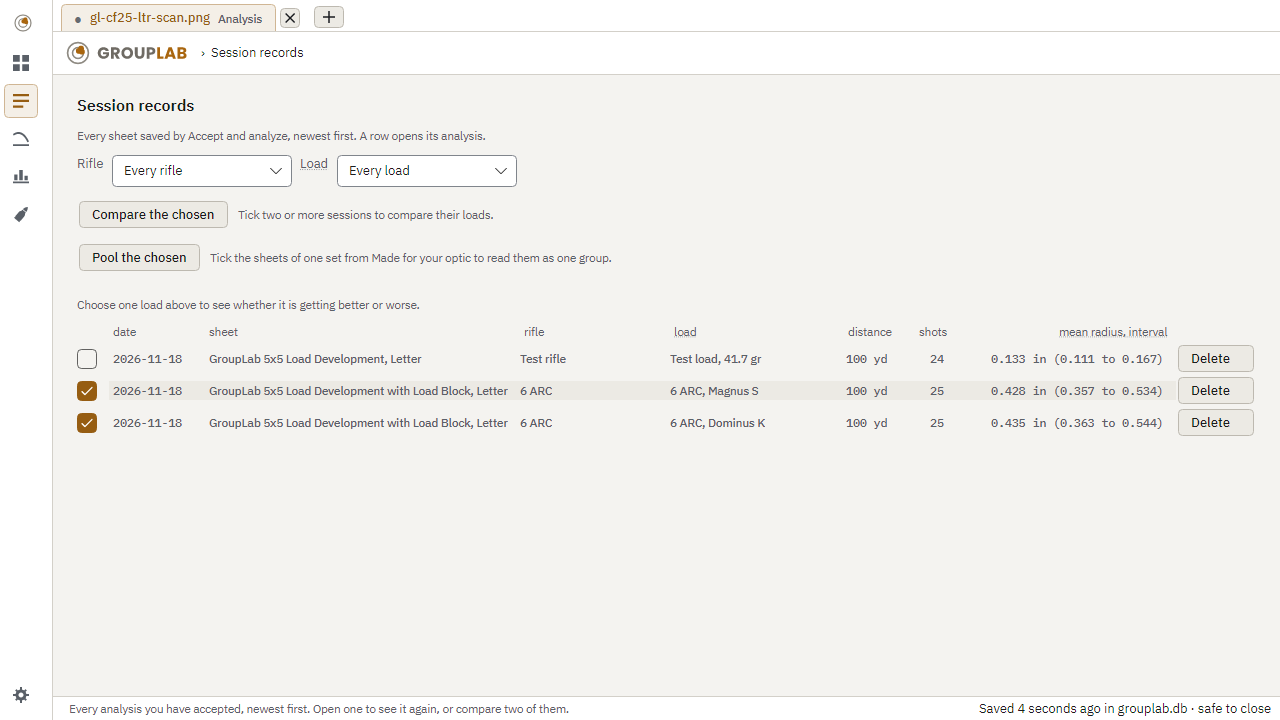 gl-cf25-ltr-scan.png Analysis
GROUPLAB › Session records
Session records
Every sheet saved by Accept and analyze, newest first. A row opens its analysis.
Rifle Every rifle Load Every load
Compare the chosen Tick two or more sessions to compare their loads.
Pool the chosen Tick the sheets of one set from Made for your optic to read them as one group.
Choose one load above to see whether it is getting better or worse.
date sheet rifle load distance shots mean radius, interval
2026-11-18 GroupLab 5x5 Load Development, Letter Test rifle Test load, 41.7 gr 100 yd 24 0.133 in (0.111 to 0.167) Delete
2026-11-18 GroupLab 5x5 Load Development with Load Block, Letter 6 ARC 6 ARC, Magnus S 100 yd 25 0.428 in (0.357 to 0.534) Delete
2026-11-18 GroupLab 5x5 Load Development with Load Block, Letter 6 ARC 6 ARC, Dominus K 100 yd 25 0.435 in (0.363 to 0.544) Delete
Every analysis you have accepted, newest first. Open one to see it again, or compare two of them. Saved 4 seconds ago in grouplab.db · safe to close